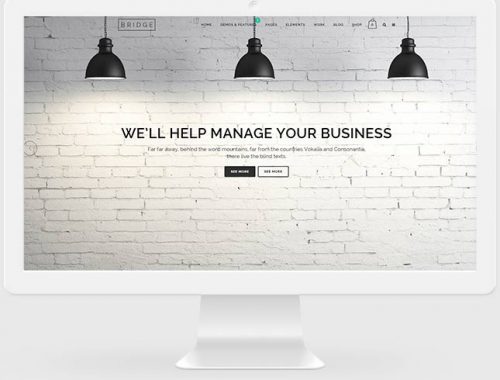 BRIDGE
HOME DEMOS & FEATURES PAGES ELEMENTS WORK BLOG SHOP
WE'LL HELP MANAGE YOUR BUSINESS
Far far away, behind the word mountains, far from the countries Vokalia and Consonantia,
there live the blind texts.
SEE MORE SEE MORE